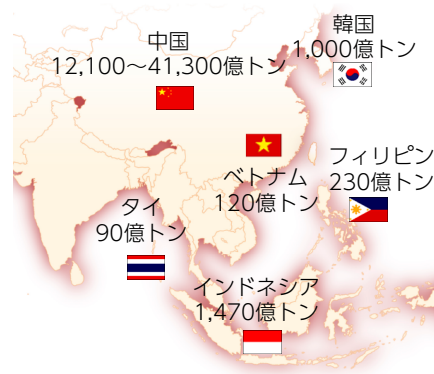 韓国
1,000億トン
中国
12,100～41,300億トン
ベトナム
120億トン
フィリピン
230億トン
タイ
90億トン
インドネシア
1,470億トン